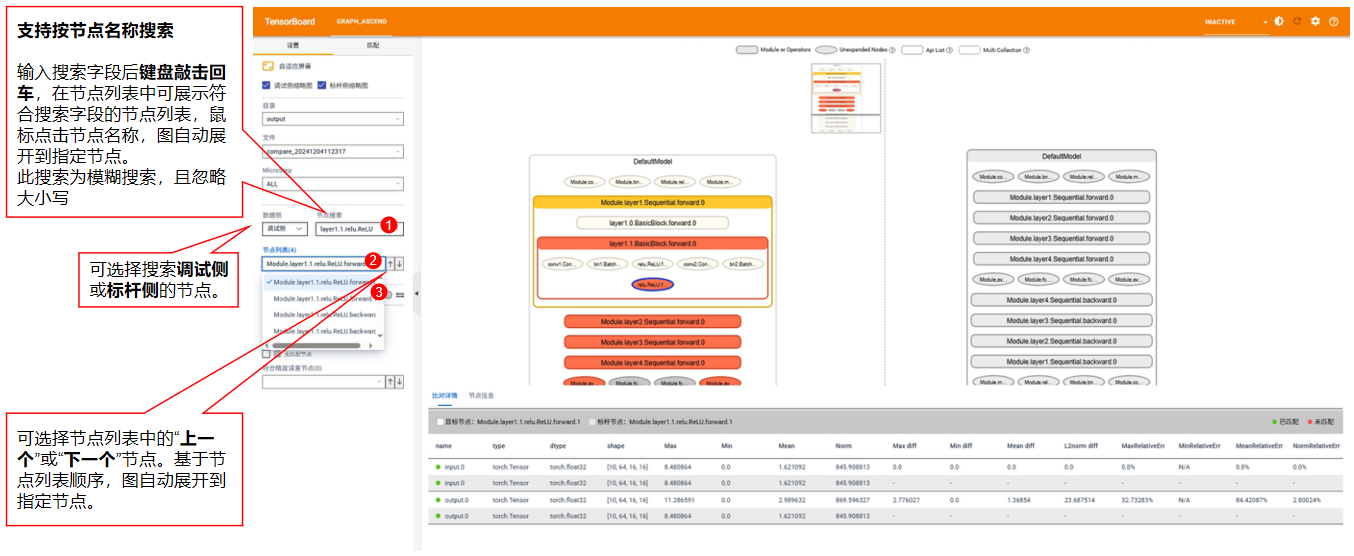 支持按节点名称搜索
输入搜索字段后键盘敲击回
车，在节点列表中可展示符
合搜索字段的节点列表，鼠
标点击节点名称，图自动展
开到指定节点。
此搜索为模糊搜索，且忽略
大小写
可选择搜索调试侧
或标杆侧的节点。
可选择节点列表中的“上一
个”或“下一个”节点。基于节
点列表顺序，图自动展开到
指定节点。
TensorBoard GRAPH_ASCEND INACTIVE
设置 匹配
自适应屏幕
调试侧缩略图 标杆侧缩略图
目录
output
文件
compare_20241204112317
MicroStep
ALL
数据侧 节点搜索
调试侧 layer1.1.relu.ReLU 1
节点列表(4)
Module.layer1.1.relu.ReLU.forward 2
Module.layer1.1.relu.ReLU.forward
Module.layer1.1.relu.ReLU.forward 3
Module.layer1.1.relu.ReLU.backward
Module.layer1.1.relu.ReLU.backward
无匹配节点
符合精度误差节点(0)
Module or Operators Unexpanded Nodes Api List Multi Collection
DefaultModel
Module.co... Module.bn... Module.rel... Module.m...
Module.layer1.Sequential.forward.0
layer1.0.BasicBlock.forward.0
layer1.1.BasicBlock.forward.0
conv1.Con... bn1.Batch... relu.ReLU.f... conv2.Con... bn2.Batch...
relu.ReLU.f...
Module.layer2.Sequential.forward.0
Module.layer3.Sequential.forward.0
Module.layer4.Sequential.forward.0
Module.av... Module.fo... Module.fc... Module.av...
DefaultModel
Module.co... Module.bn... Module.rel... Module.m...
Module.layer1.Sequential.forward.0
Module.layer2.Sequential.forward.0
Module.layer3.Sequential.forward.0
Module.layer4.Sequential.forward.0
Module.av... Module.fc... Module.fc... Module.av...
Module.layer4.Sequential.backward.0
Module.layer3.Sequential.backward.0
Module.layer2.Sequential.backward.0
Module.layer1.Sequential.backward.0
Module.m... Module.rel... Module.bn... Module.co...
比对详情 节点信息
目标节点：Module.layer1.1.relu.ReLU.forward.1 标杆节点：Module.layer1.1.relu.ReLU.forward.1 已匹配 未匹配
name type dtype shape Max Min Mean Norm Max diff Min diff Mean diff L2norm diff MaxRelativeErr MinRelativeErr MeanRelativeErr NormRelativeErr
input.0 torch.Tensor torch.float32 [10, 64, 16, 16] 8.480864 0.0 1.621092 845.908813 0.0 0.0 0.0 0.0 0.0% N/A 0.0% 0.0%
input.0 torch.Tensor torch.float32 [10, 64, 16, 16] 8.480864 0.0 1.621092 845.908813 - - - - - - - -
output.0 torch.Tensor torch.float32 [10, 64, 16, 16] 11.286591 0.0 2.989632 869.596327 2.776027 0.0 1.36854 23.687514 32.73283% N/A 84.42087% 2.80024%
output.0 torch.Tensor torch.float32 [10, 64, 16, 16] 8.480864 0.0 1.621092 845.908813 - - - - - - - -